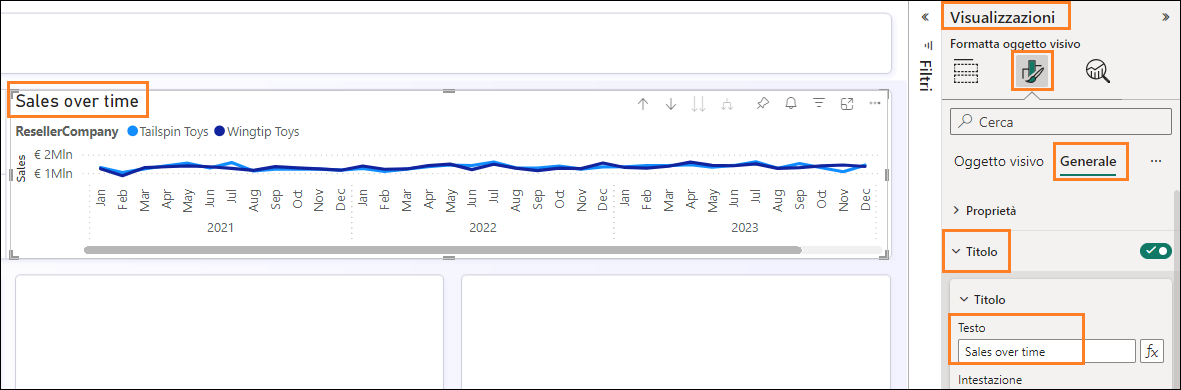 Sales over time
ResellerCompany Tailspin Toys Wingtip Toys
Sales
€ 2Mln
€ 1Mln
Jan Feb Mar Apr May Jun Jul Aug Sep Oct Nov Dec Jan Feb Mar Apr May Jun Jul Aug Sep Oct Nov Dec Jan Feb Mar Apr May Jun Jul Aug Sep Oct Nov Dec
2021 2022 2023
Filtri
Visualizzazioni
Formatta oggetto visivo
Cerca
Oggetto visivo Generale
Proprietà
Titolo
Titolo
Testo
Sales over time fx
Intestazione